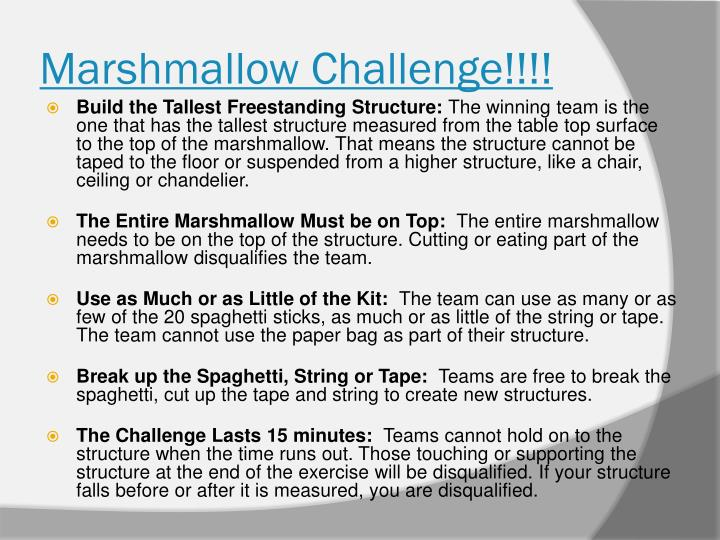 Marshmallow Challenge!!!!
Build the Tallest Freestanding Structure: The winning team is the
one that has the tallest structure measured from the table top surface
to the top of the marshmallow. That means the structure cannot be
taped to the floor or suspended from a higher structure, like a chair,
ceiling or chandelier.
The Entire Marshmallow Must be on Top: The entire marshmallow
needs to be on the top of the structure. Cutting or eating part of the
marshmallow disqualifies the team.
Use as Much or as Little of the Kit: The team can use as many or as
few of the 20 spaghetti sticks, as much or as little of the string or tape.
The team cannot use the paper bag as part of their structure.
Break up the Spaghetti, String or Tape: Teams are free to break the
spaghetti, cut up the tape and string to create new structures.
The Challenge Lasts 15 minutes: Teams cannot hold on to the
structure when the time runs out. Those touching or supporting the
structure at the end of the exercise will be disqualified. If your structure
falls before or after it is measured, you are disqualified.